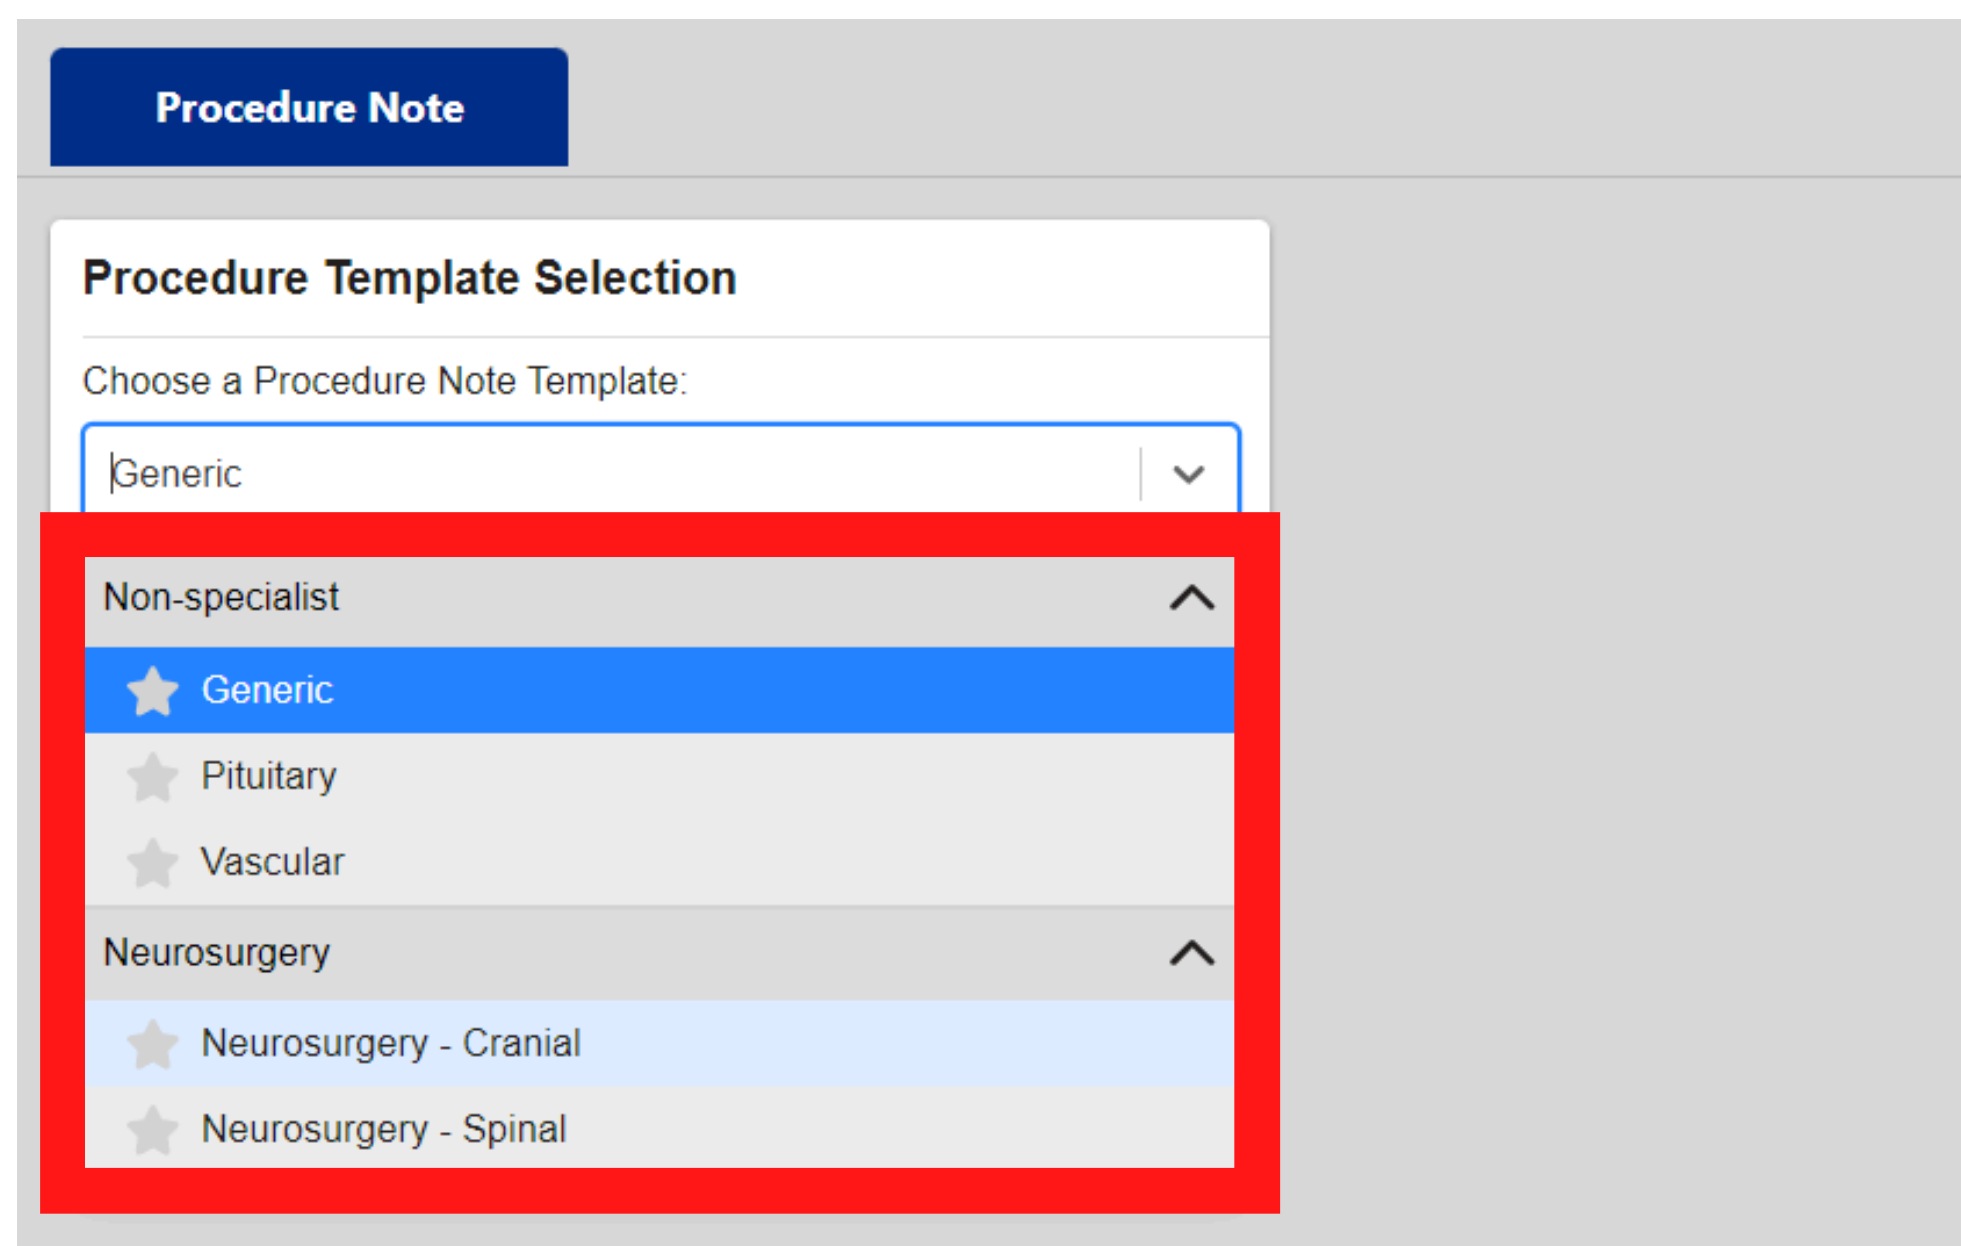 Procedure Note
Procedure Template Selection
Choose a Procedure Note Template:
Generic
Non-specialist
Generic
Pituitary
Vascular
Neurosurgery
Neurosurgery - Cranial
Neurosurgery - Spinal